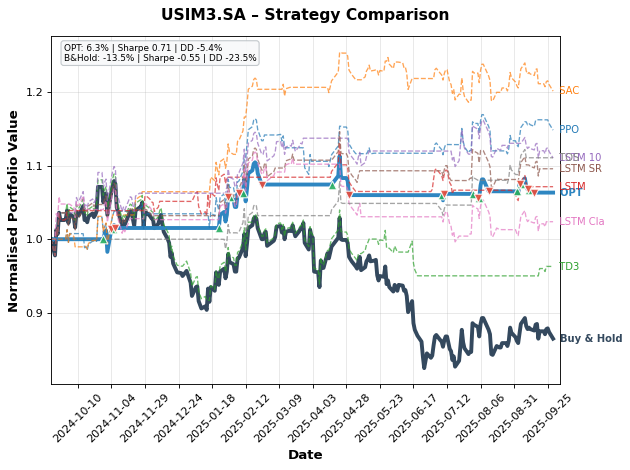 USIM3.SA – Strategy Comparison
OPT: 6.3% | Sharpe 0.71 | DD -5.4%
B&Hold: -13.5% | Sharpe -0.55 | DD -23.5%
Normalised Portfolio Value
1.2
1.1
1.0
0.9
SAC
PPO
LSTM 10
LSTM SR
LSTM
OPT
LSTM Cla
TD3
Buy & Hold
2024-10-10
2024-11-04
2024-11-29
2024-12-24
2025-01-18
2025-02-12
2025-03-09
2025-04-03
2025-04-28
2025-05-23
2025-06-17
2025-07-12
2025-08-06
2025-08-31
2025-09-25
Date